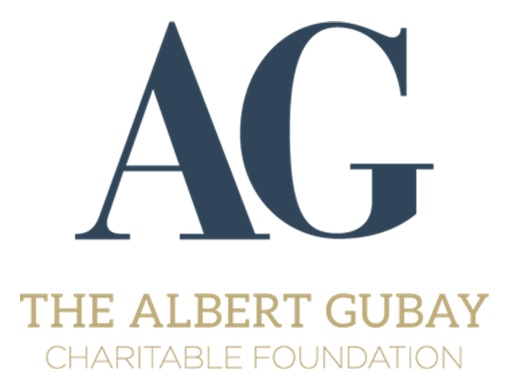 AG
THE ALBERT GUBAY
CHARITABLE FOUNDATION